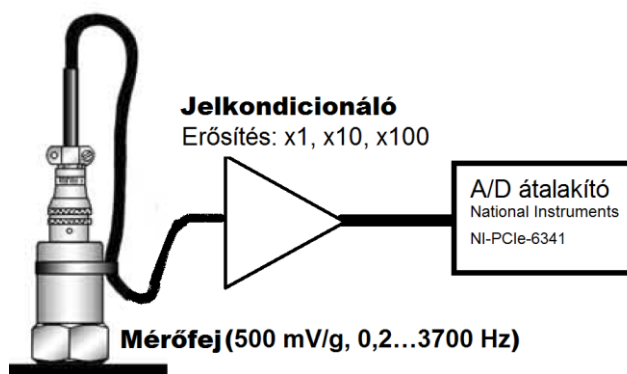 Jelkondicionáló
Erősítés: x1, x10, x100
A/D átalakító
National Instruments
NI-PCIe-6341
Mérőfej (500 mV/g, 0,2...3700 Hz)